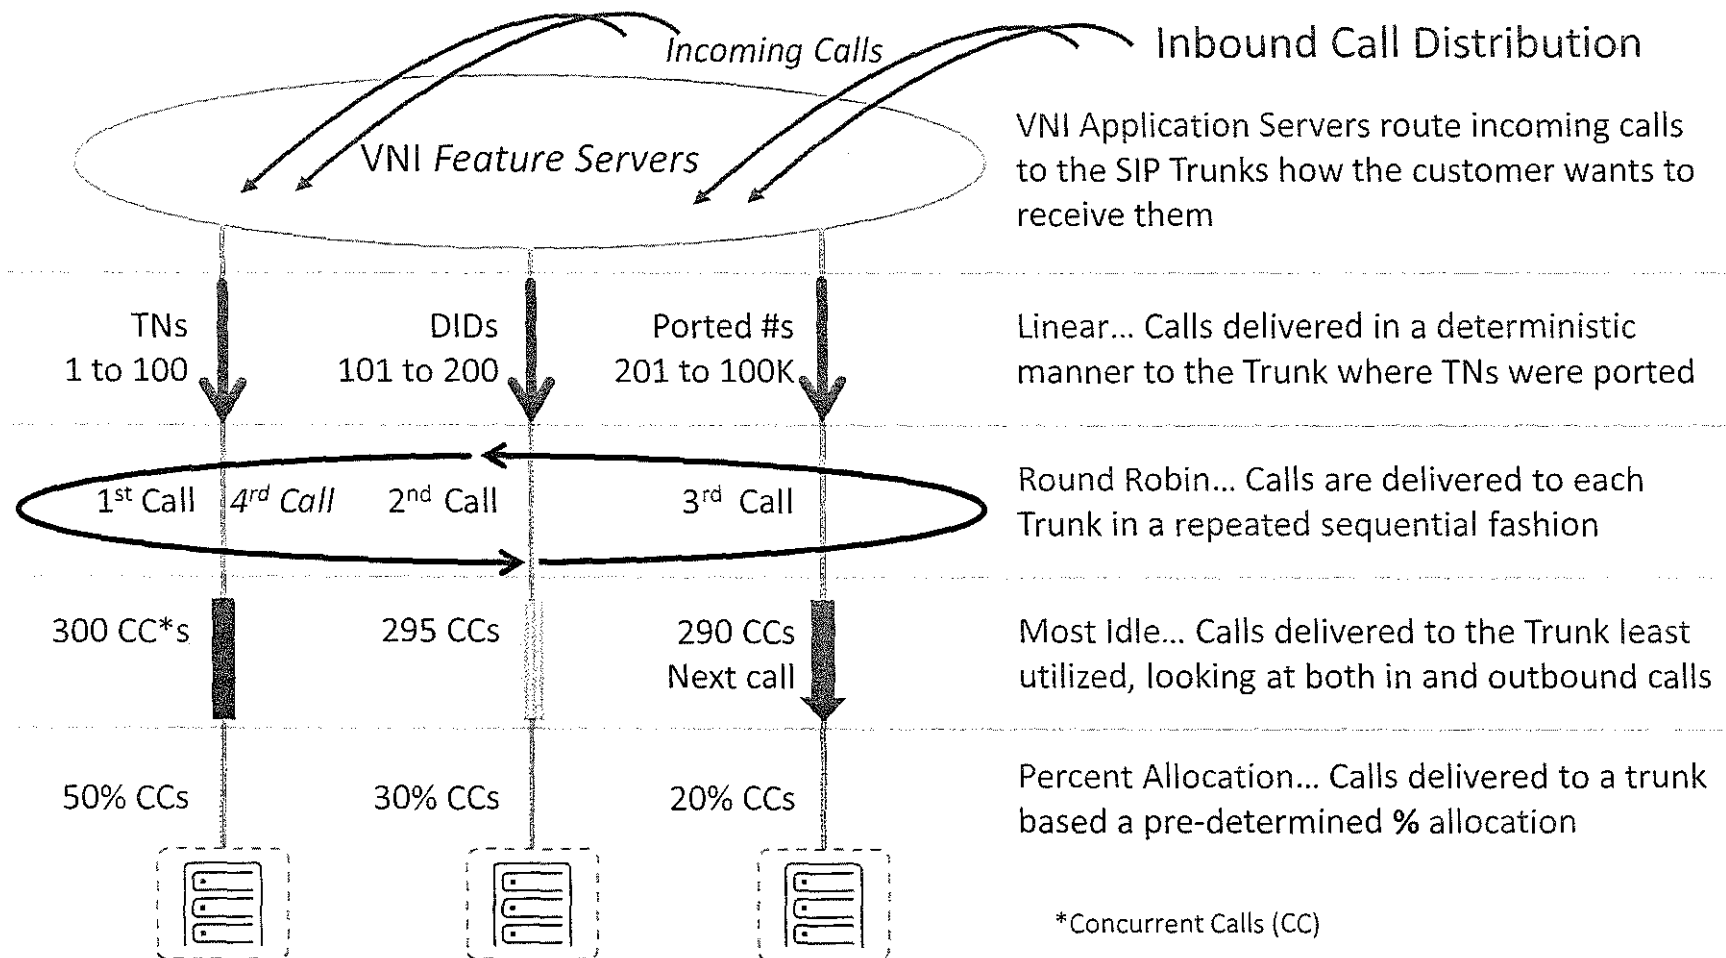 Incoming Calls
Inbound Call Distribution
VNI Feature Servers
VNI Application Servers route incoming calls
to the SIP Trunks how the customer wants to
receive them
TNs
1 to 100
DIDs
101 to 200
Ported #s
201 to 100K
Linear... Calls delivered in a deterministic
manner to the Trunk where TNs were ported
1st Call
4rd Call
2nd Call
3rd Call
Round Robin... Calls are delivered to each
Trunk in a repeated sequential fashion
300 CC*s
295 CCs
290 CCs
Next call
Most Idle... Calls delivered to the Trunk least
utilized, looking at both in and outbound calls
50% CCs
30% CCs
20% CCs
Percent Allocation... Calls delivered to a trunk
based a pre-determined % allocation
*Concurrent Calls (CC)